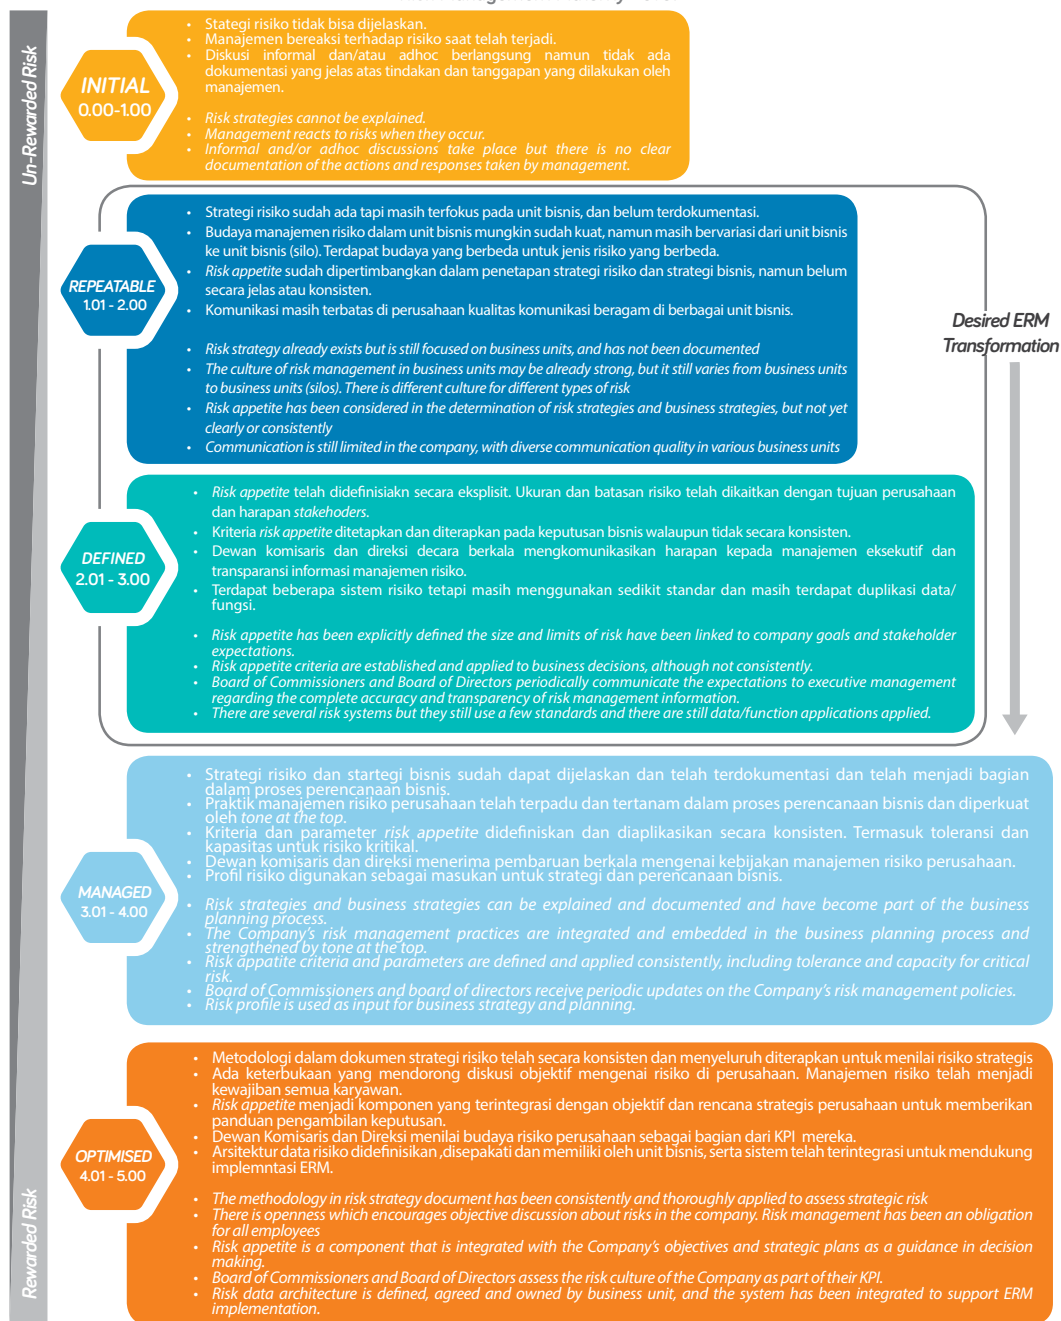 Un-Rewarded Risk
INITIAL
0.00-1.00
• Stategi risiko tidak bisa dijelaskan.
• Manajemen bereaksi terhadap risiko saat telah terjadi.
• Diskusi informal dan/atau adhoc berlangsung namun tidak ada
dokumentasi yang jelas atas tindakan dan tanggapan yang dilakukan oleh
manajemen.
• Risk strategies cannot be explained.
• Management reacts to risks when they occur.
• Informal and/or adhoc discussions take place but there is no clear
documentation of the actions and responses taken by management.
REPEATABLE
1.01 - 2.00
• Strategi risiko sudah ada tapi masih terfokus pada unit bisnis, dan belum terdokumentasi.
• Budaya manajemen risiko dalam unit bisnis mungkin sudah kuat, namun masih bervariasi dari unit bisnis
ke unit bisnis (silo). Terdapat budaya yang berbeda untuk jenis risiko yang berbeda.
• Risk appetite sudah dipertimbangkan dalam penetapan strategi risiko dan strategi bisnis, namun belum
secara jelas atau konsisten.
• Komunikasi masih terbatas di perusahaan kualitas komunikasi beragam di berbagai unit bisnis.
• Risk strategy already exists but is still focused on business units, and has not been documented
• The culture of risk management in business units may be already strong, but it still varies from business units
to business units (silos). There is different culture for different types of risk
• Risk appetite has been considered in the determination of risk strategies and business strategies, but not yet
clearly or consistently
• Communication is still limited in the company, with diverse communication quality in various business units
Desired ERM
Transformation
DEFINED
2.01 - 3.00
• Risk appetite telah didefinisiakn secara eksplisit. Ukuran dan batasan risiko telah dikaitkan dengan tujuan perusahaan
dan harapan stakehoders.
• Kriteria risk appetite ditetapkan dan diterapkan pada keputusan bisnis walaupun tidak secara konsisten.
• Dewan komisaris dan direksi decara berkala mengkomunikasikan harapan kepada manajemen eksekutif dan
transparansi informasi manajemen risiko.
• Terdapat beberapa sistem risiko tetapi masih menggunakan sedikit standar dan masih terdapat duplikasi data/
fungsi.
• Risk appetite has been explicitly defined the size and limits of risk have been linked to company goals and stakeholder
expectations.
• Risk appetite criteria are established and applied to business decisions, although not consistently.
• Board of Commissioners and Board of Directors periodically communicate the expectations to executive management
regarding the complete accuracy and transparency of risk management information.
• There are several risk systems but they still use a few standards and there are still data/function applications applied.
MANAGED
3.01 - 4.00
• Strategi risiko dan startegi bisnis sudah dapat dijelaskan dan telah terdokumentasi dan telah menjadi bagian
dalam proses perencanaan bisnis.
• Praktik manajemen risiko perusahaan telah terpadu dan tertanam dalam proses perencanaan bisnis dan diperkuat
oleh tone at the top.
• Kriteria dan parameter risk appetite didefiniskan dan diaplikasikan secara konsisten. Termasuk toleransi dan
kapasitas untuk risiko kritikal.
• Dewan komisaris dan direksi menerima pembaruan berkala mengenai kebijakan manajemen risiko perusahaan.
• Profil risiko digunakan sebagai masukan untuk strategi dan perencanaan bisnis.
• Risk strategies and business strategies can be explained and documented and have become part of the business
planning process.
• The Company's risk management practices are integrated and embedded in the business planning process and
strengthened by tone at the top.
• Risk appatite criteria and parameters are defined and applied consistently, including tolerance and capacity for critical
risk.
• Board of Commissioners and board of directors receive periodic updates on the Company's risk management policies.
• Risk profile is used as input for business strategy and planning.
OPTIMISED
4.01 - 5.00
• Metodologi dalam dokumen strategi risiko telah secara konsisten dan menyeluruh diterapkan untuk menilai risiko strategis
• Ada keterbukaan yang mendorong diskusi objektif mengenai risiko di perusahaan. Manajemen risiko telah menjadi
kewajiban semua karyawan.
• Risk appetite menjadi komponen yang terintegrasi dengan objektif dan rencana strategis perusahaan untuk memberikan
panduan pengambilan keputusan.
• Dewan Komisaris dan Direksi menilai budaya risiko perusahaan sebagai bagian dari KPI mereka.
• Arsitektur data risiko didefinisikan ,disepakati dan memiliki oleh unit bisnis, serta sistem telah terintegrasi untuk mendukung
implemntasi ERM.
• The methodology in risk strategy document has been consistently and thoroughly applied to assess strategic risk
• There is openness which encourages objective discussion about risks in the company. Risk management has been an obligation
for all employees
• Risk appetite is a component that is integrated with the Company's objectives and strategic plans as a guidance in decision
making.
• Board of Commissioners and Board of Directors assess the risk culture of the Company as part of their KPI.
• Risk data architecture is defined, agreed and owned by business unit, and the system has been integrated to support ERM
implementation.
Rewarded Risk